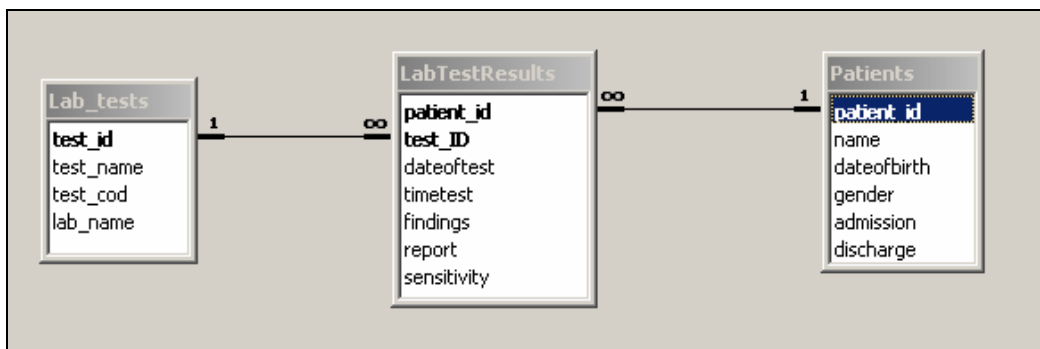 Lab_tests
test_id
test_name
test_cod
lab_name
1
∞
LabTestResults
patient_id
test_ID
dateoftest
timetest
findings
report
sensitivity
∞
1
Patients
patient_id
name
dateofbirth
gender
admission
discharge